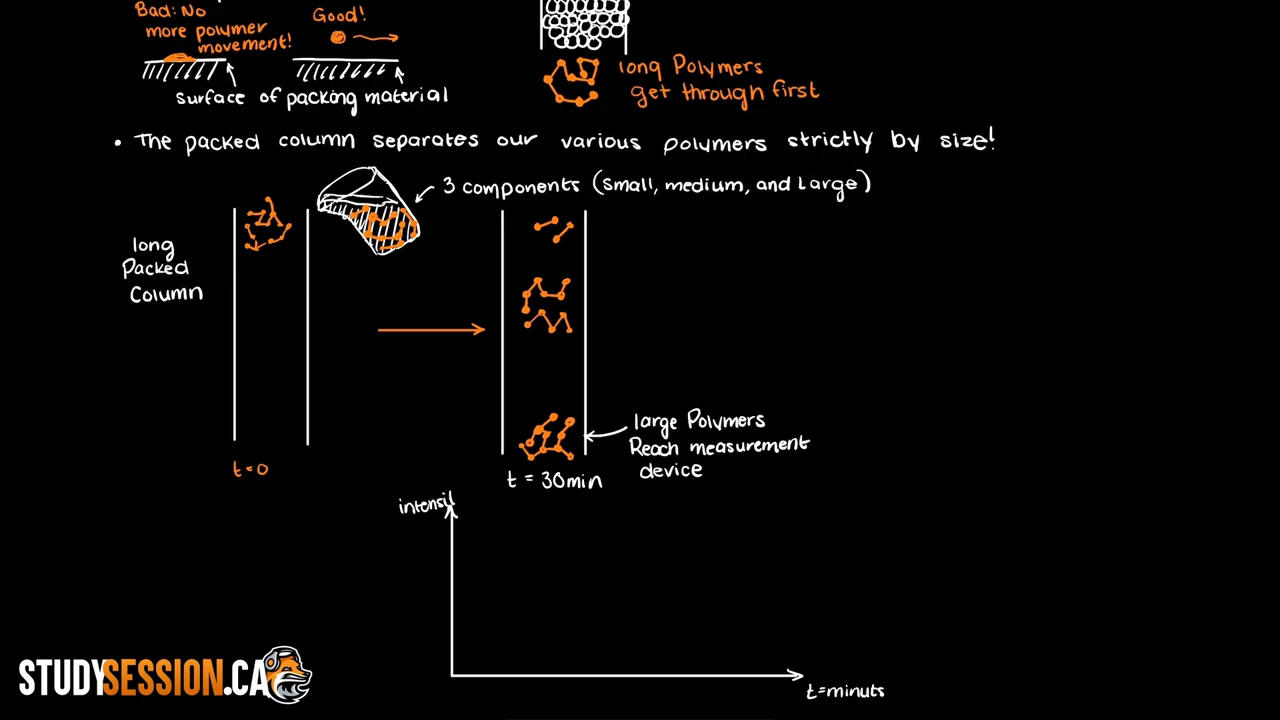 Bad: No
more polymer
movement!
Good!
surface of packing material
long Polymers
get through first
• The packed column separates our various polymers strictly by size!
3 components (small, medium, and Large)
long
Packed
Column
t=0
large Polymers
Reach measurement
device
t = 30min
intensit
t=minuts
STUDYSESSION.CA